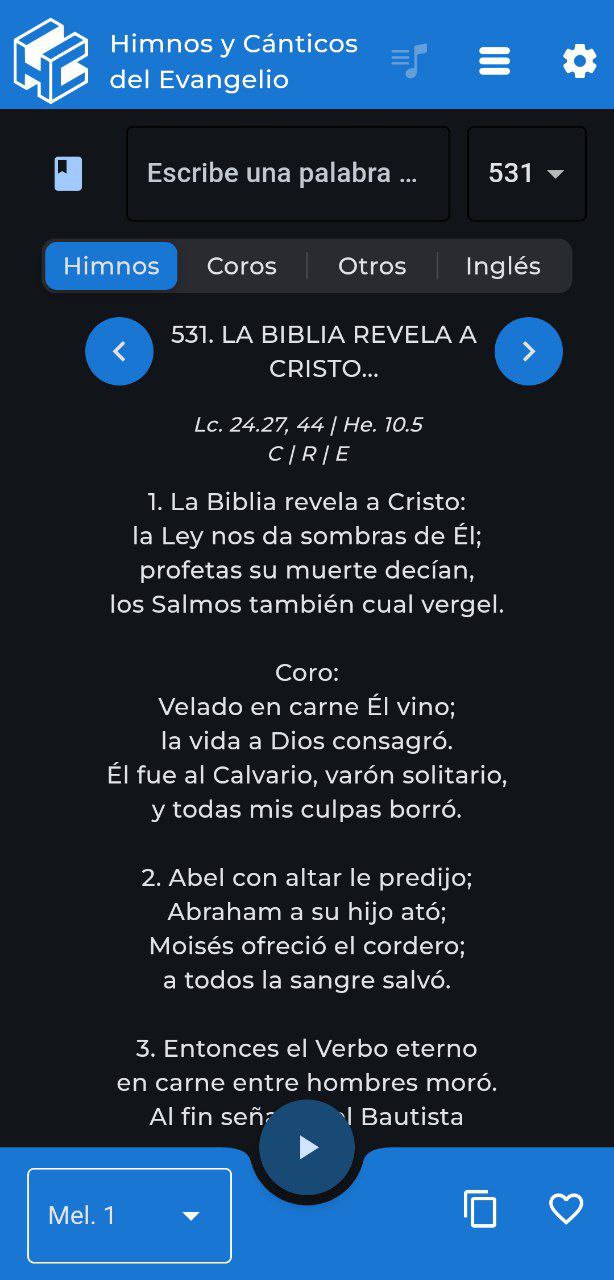 Himnos y Cánticos
del Evangelio
Escribe una palabra ...
531
Himnos
Coros
Otros
Inglés
531. LA BIBLIA REVELA A
CRISTO...
Lc. 24.27, 44 | He. 10.5
C | R | E
1. La Biblia revela a Cristo:
la Ley nos da sombras de Él;
profetas su muerte decían,
los Salmos también cual vergel.
Coro:
Velado en carne Él vino;
la vida a Dios consagró.
Él fue al Calvario, varón solitario,
y todas mis culpas borró.
2. Abel con altar le predijo;
Abraham a su hijo ató;
Moisés ofreció el cordero;
a todos la sangre salvó.
3. Entonces el Verbo eterno
en carne entre hombres moró.
Al fin Bautista
Mel. 1